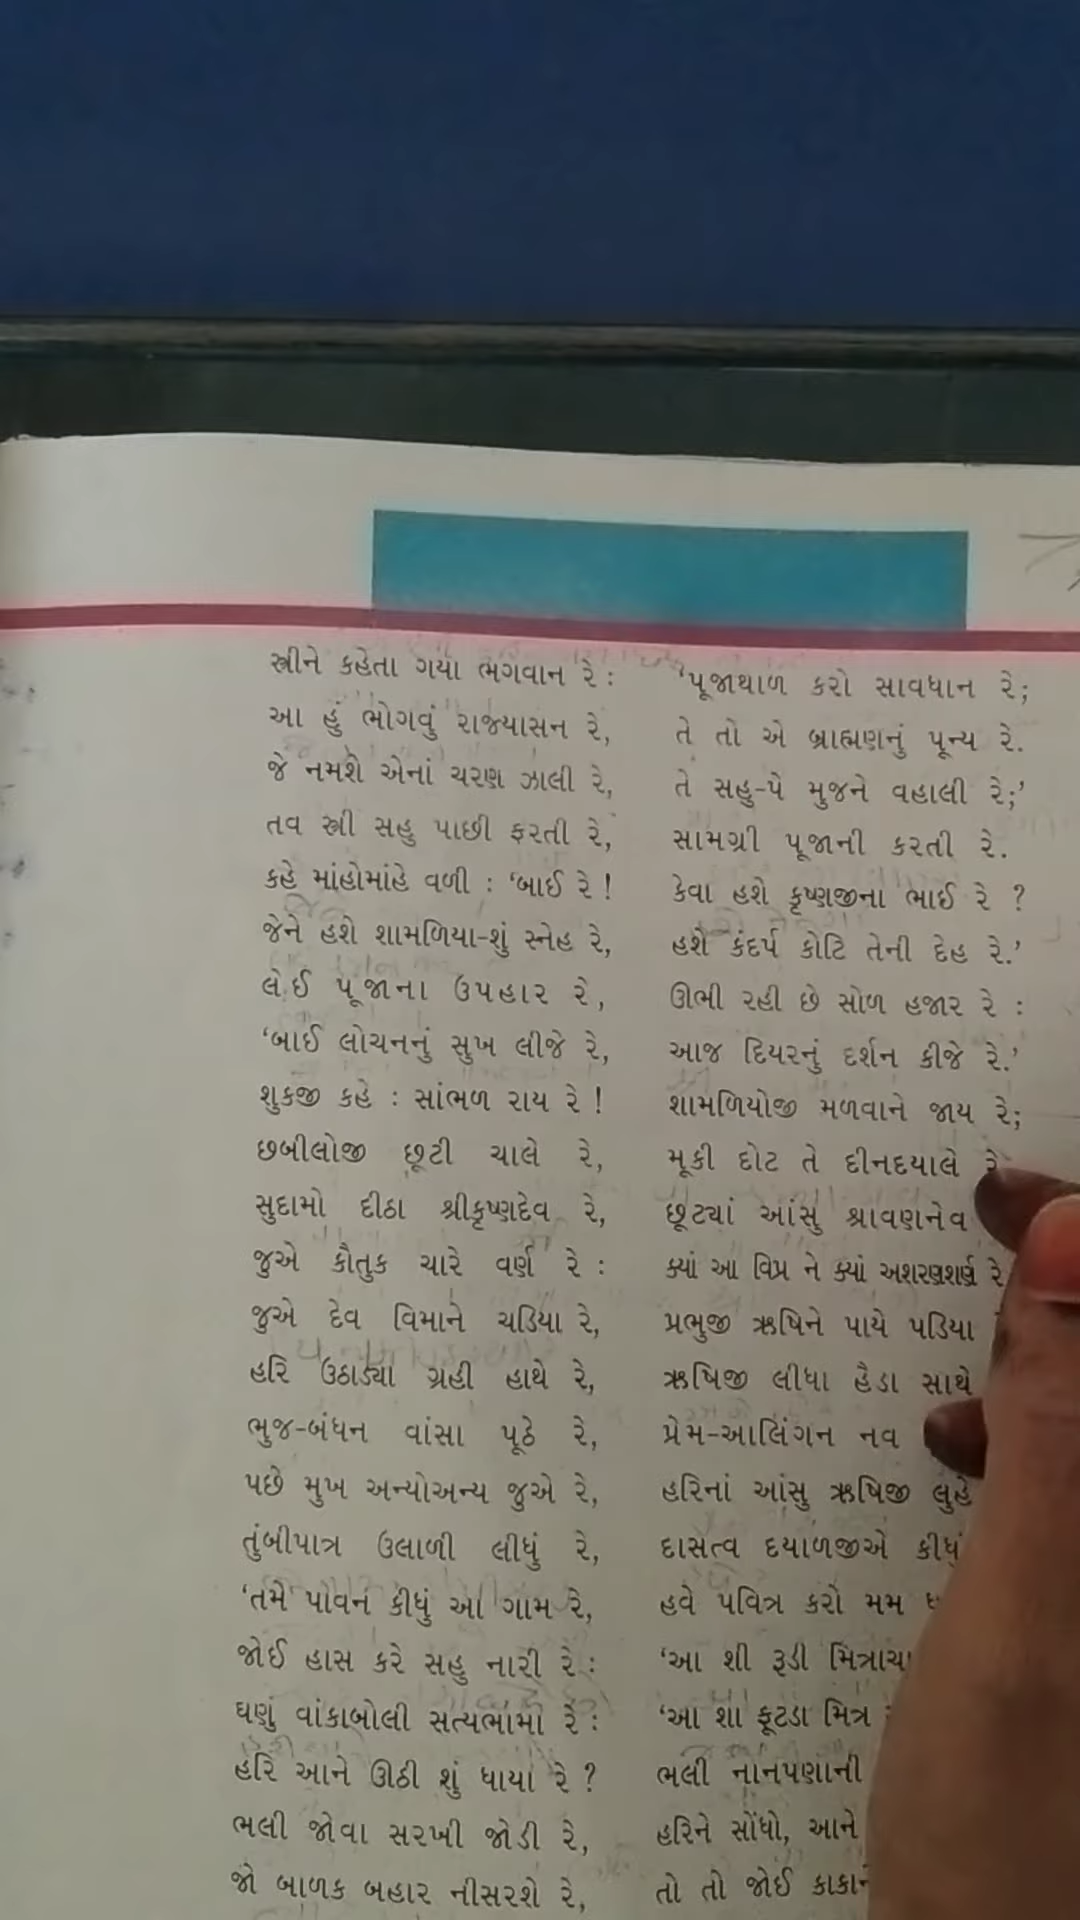 સ્ત્રીને કહેતા ગયા ભગવાન રે : ‘પૂજાથાળ કરો સાવધાન રે;
આ હું ભોગવું રાજ્યાસન રે, તે તો એ બ્રાહ્મણનું પૂન્ય રે.
જે નમશે એનાં ચરણ ઝાલી રે, તે સહુ-પે મુજને વહાલી રે;’
તવ સ્ત્રી સહુ પાછી ફરતી રે, સામગ્રી પૂજાની કરતી રે.
કહે માંહોમાંહે વળી : ‘બાઈ રે ! કેવા હશે કૃષ્ણજીના ભાઈ રે ?
જેને હશે શામળિયા-શું સ્નેહ રે, હશે કંદર્પ કોટિ તેની દેહ રે.’
લેઈ પૂજાના ઉપહાર રે, ઊભી રહી છે સોળ હજાર રે :
‘બાઈ લોચનનું સુખ લીજે રે, આજ દિયરનું દર્શન કીજે રે.’
શુકજી કહે : સાંભળ રાય રે ! શામળિયોજી મળવાને જાય રે;
છબીલોજી છૂટી ચાલે રે, મૂકી દોટ તે દીનદયાલે રે
સુદામો દીઠા શ્રીકૃષ્ણદેવ રે, છૂટ્યાં આંસુ શ્રાવણનેવ
જુએ કૌતુક ચારે વર્ણ રે : ક્યાં આ વિપ્ર ને ક્યાં અશરણશર્ણ રે
જુએ દેવ વિમાને ચડિયા રે, પ્રભુજી ઋષિને પાયે પડિયા
હરિ ઉઠાડ્યા ગ્રહી હાથે રે, ઋષિજી લીધા હૈડા સાથે
ભુજ-બંધન વાંસા પૂઠે રે, પ્રેમ-આલિંગન નવ
પછે મુખ અન્યોઅન્ય જુએ રે, હરિનાં આંસુ ઋષિજી લુહે
તુંબીપાત્ર ઉલાળી લીધું રે, દાસત્વ દયાળજીએ કીધું
‘તમે પાવન કીધું આ ગામ રે, હવે પવિત્ર કરો મમ
જોઈ હાસ કરે સહુ નારી રે : ‘આ શી રૂડી
ઘણું વાંકાબોલી સત્યભામા રે : ‘આ શા ફૂટડા મિત્ર
હરિ આને ઊઠી શું ધાયા રે ? ભલી નાનપણાની
ભલી જોવા સરખી જોડી રે, હરિને સોંધો, આને
જો બાળક બહાર નીસરશે રે, તો તો જોઈ